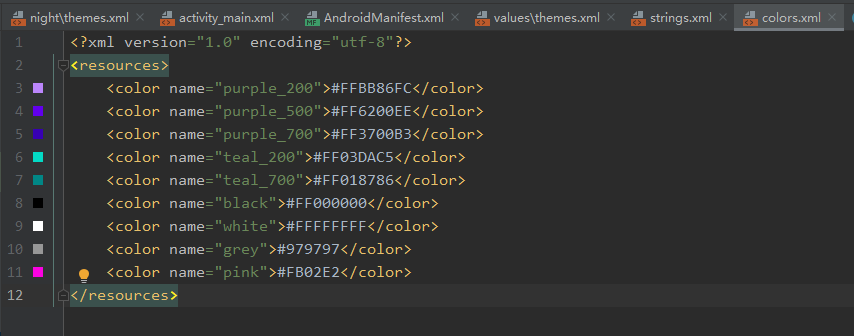 night\themes.xml activity_main.xml AndroidManifest.xml values\themes.xml strings.xml colors.xml
1 <?xml version="1.0" encoding="utf-8"?>
2 <resources>
3 <color name="purple_200">#FFBB86FC</color>
4 <color name="purple_500">#FF6200EE</color>
5 <color name="purple_700">#FF3700B3</color>
6 <color name="teal_200">#FF03DAC5</color>
7 <color name="teal_700">#FF018786</color>
8 <color name="black">#FF000000</color>
9 <color name="white">#FFFFFFFF</color>
10 <color name="grey">#979797</color>
11 <color name="pink">#FB02E2</color>
12 </resources>